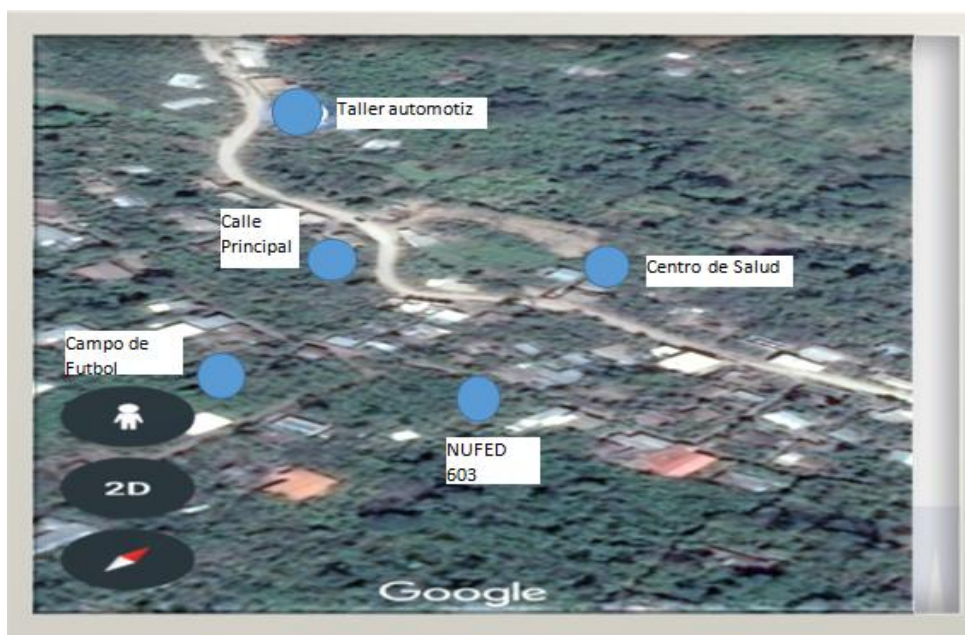 Taller automotiz
Calle
Principal
Centro de Salud
Campo de
Futbol
NUFED
603
2D
Google